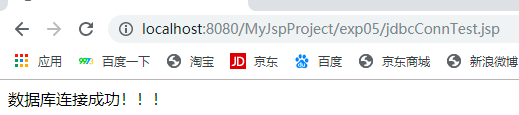 localhost:8080/MyJspProject/exp05/jdbcConnTest.jsp
应用 997 百度一下 淘宝 JD 京东 百度 京东商城 新浪微博
数据库连接成功！！！